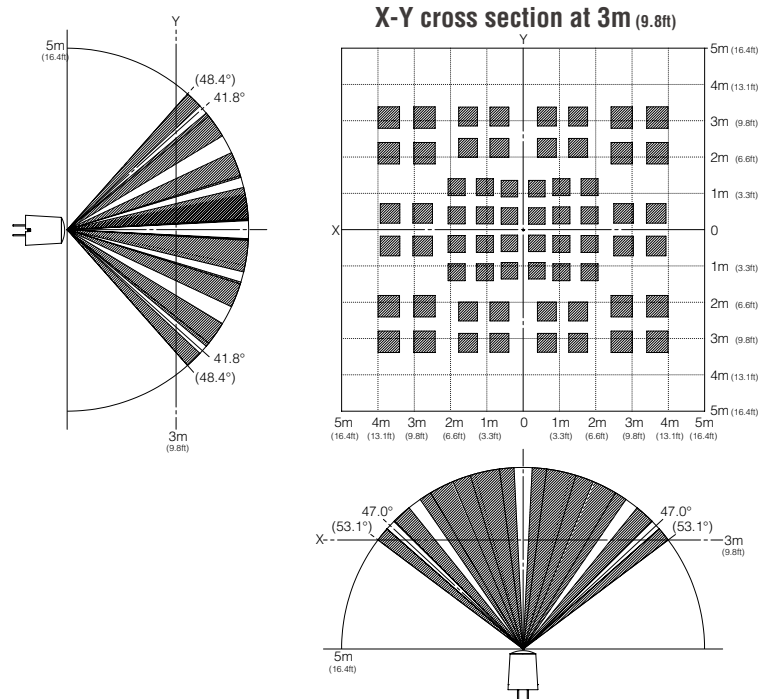 X-Y cross section at 3m (9.8ft)
Y
5m
(16.4ft)
(48.4°)
41.8°
41.8°
(48.4°)
3m
(9.8ft)
Y
X
5m (16.4ft)
4m (13.1ft)
3m (9.8ft)
2m (6.6ft)
1m (3.3ft)
0
1m (3.3ft)
2m (6.6ft)
3m (9.8ft)
4m (13.1ft)
5m (16.4ft)
5m 4m 3m 2m 1m 0 1m 2m 3m 4m 5m
(16.4ft) (13.1ft) (9.8ft) (6.6ft) (3.3ft) (3.3ft) (6.6ft) (9.8ft) (13.1ft) (16.4ft)
47.0° 47.0°
(53.1°) (53.1°)
X 3m
(9.8ft)
5m
(16.4ft)